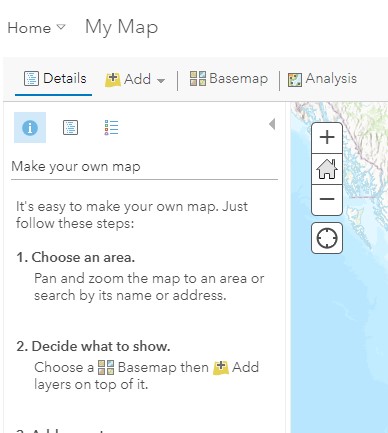 Home My Map
Details Add Basemap Analysis
Make your own map
It's easy to make your own map. Just
follow these steps:
1. Choose an area.
Pan and zoom the map to an area or
search by its name or address.
2. Decide what to show.
Choose a Basemap then Add
layers on top of it.